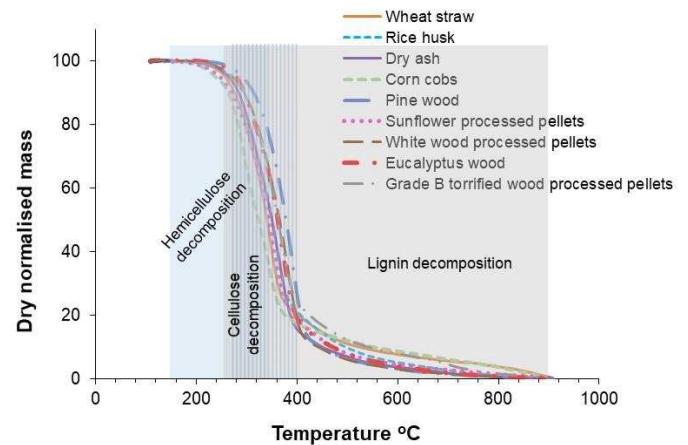 Wheat straw
Rice husk
Dry ash
Corn cobs
Pine wood
Sunflower processed pellets
White wood processed pellets
Eucalyptus wood
Grade B torrified wood processed pellets
Dry normalised mass
100
80
60
40
20
0
Hemicellulose
decomposition
Cellulose
decomposition
Lignin decomposition
0
200
400
600
800
1000
Temperature ºC